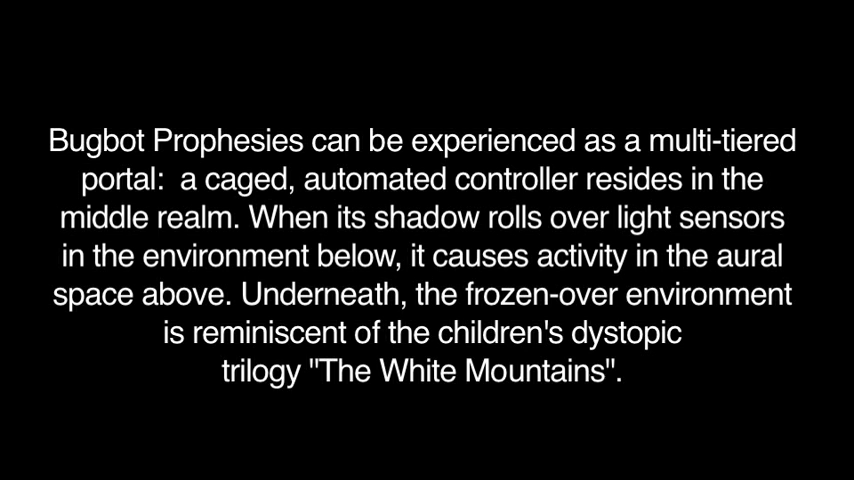 Bugbot Prophesies can be experienced as a multi-tiered
portal:  a caged, automated controller resides in the
middle realm. When its shadow rolls over light sensors
in the environment below, it causes activity in the aural
space above. Underneath, the frozen-over environment
is reminiscent of the children's dystopic
trilogy "The White Mountains".